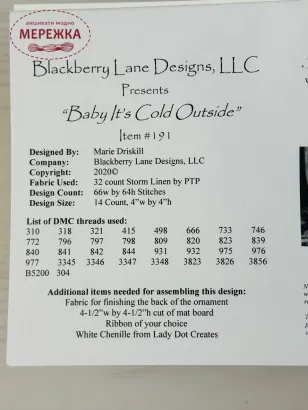 ВИШИВАТИ МОДНО
МЕРЕЖКА
Blackberry Lane Designs, LLC
Presents
"Baby It's Cold Outside"
Item #191
Designed By: Marie Driskill
Company: Blackberry Lane Designs, LLC
Copyright: 2020©
Fabric Used: 32 count Storm Linen by PTP
Design Count: 66w by 64h Stitches
Design Size: 14 Count, 4"w by 4"h
List of DMC threads used:
310 318 321 415 498 666 733 746
772 796 797 798 809 820 823 839
840 841 842 844 931 932 975 976
977 3345 3346 3347 3348 3823 3826 3856
B5200 304
Additional items needed for assembling this design:
Fabric for finishing the back of the ornament
4-1/2"w by 4-1/2"h cut of mat board
Ribbon of your choice
White Chenille from Lady Dot Creates